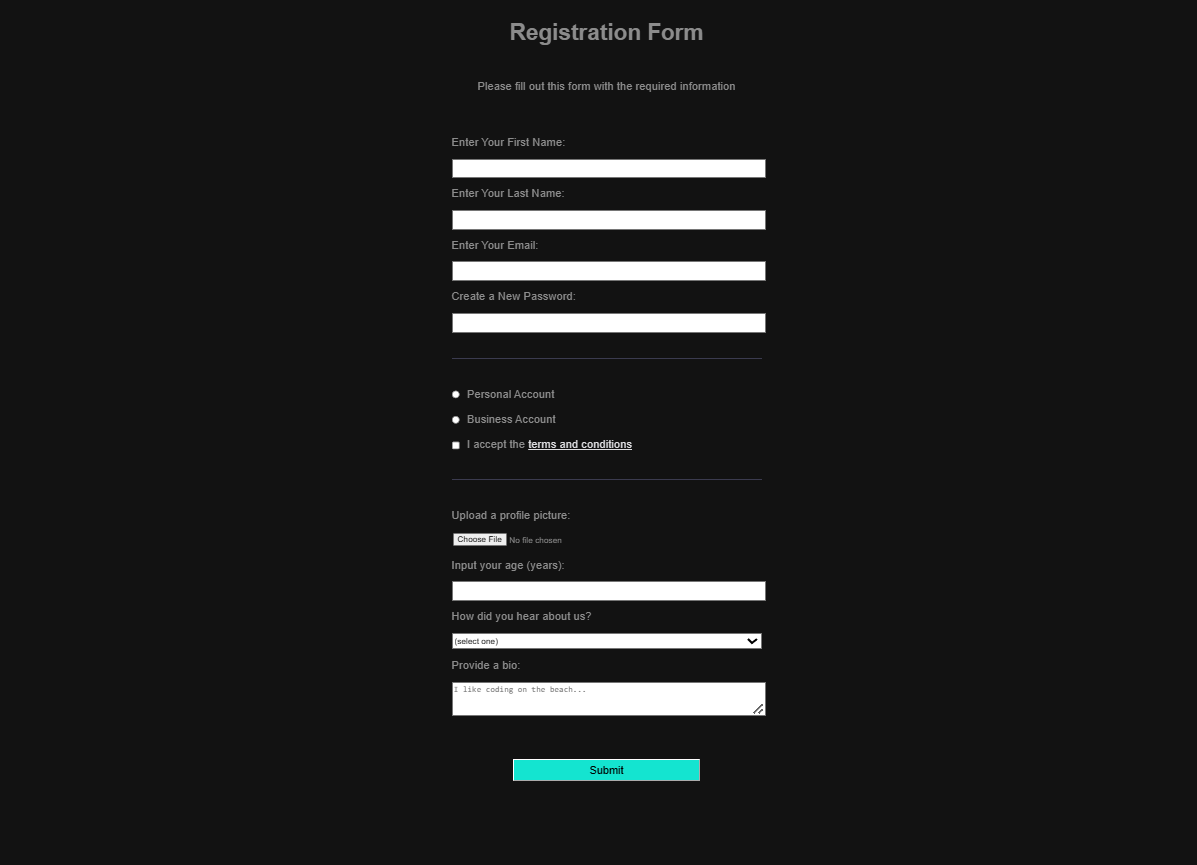 Registration Form
Please fill out this form with the required information
Enter Your First Name:
Enter Your Last Name:
Enter Your Email:
Create a New Password:
Personal Account
Business Account
I accept the terms and conditions
Upload a profile picture:
Choose File No file chosen
Input your age (years):
How did you hear about us?
(select one)
Provide a bio:
I like coding on the beach...
Submit